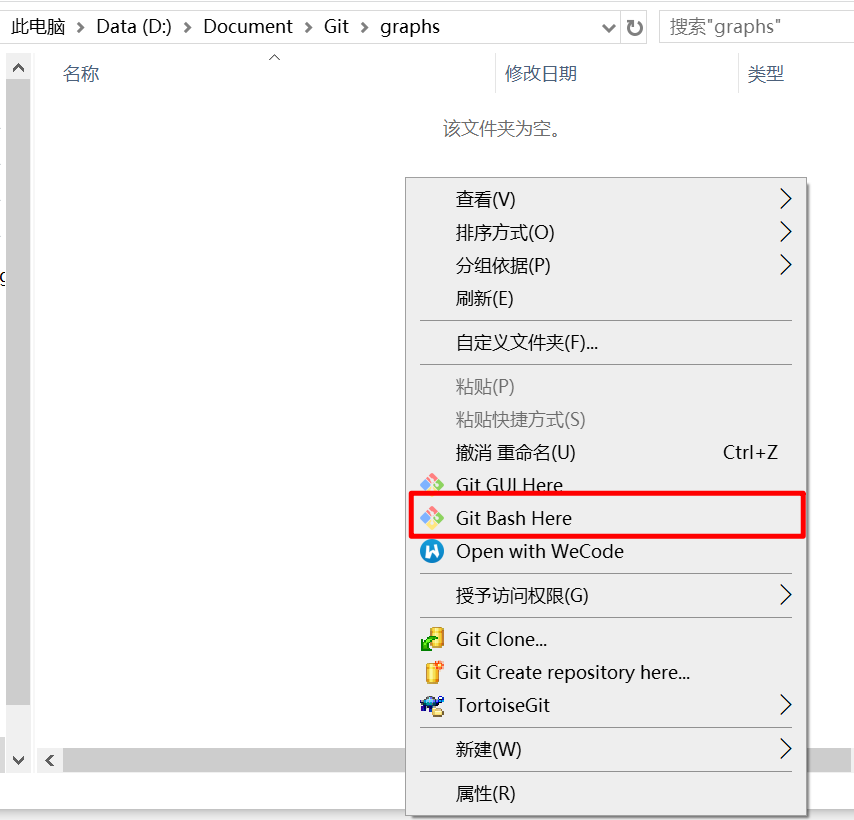 此电脑 > Data (D:) > Document > Git > graphs 搜索"graphs"
名称 修改日期 类型
该文件夹为空。
查看(V)
排序方式(O)
分组依据(P)
刷新(E)
自定义文件夹(F)...
粘贴(P)
粘贴快捷方式(S)
撤消 重命名(U) Ctrl+Z
Git GUI Here
Git Bash Here
Open with WeCode
授予访问权限(G)
Git Clone...
Git Create repository here...
TortoiseGit
新建(W)
属性(R)